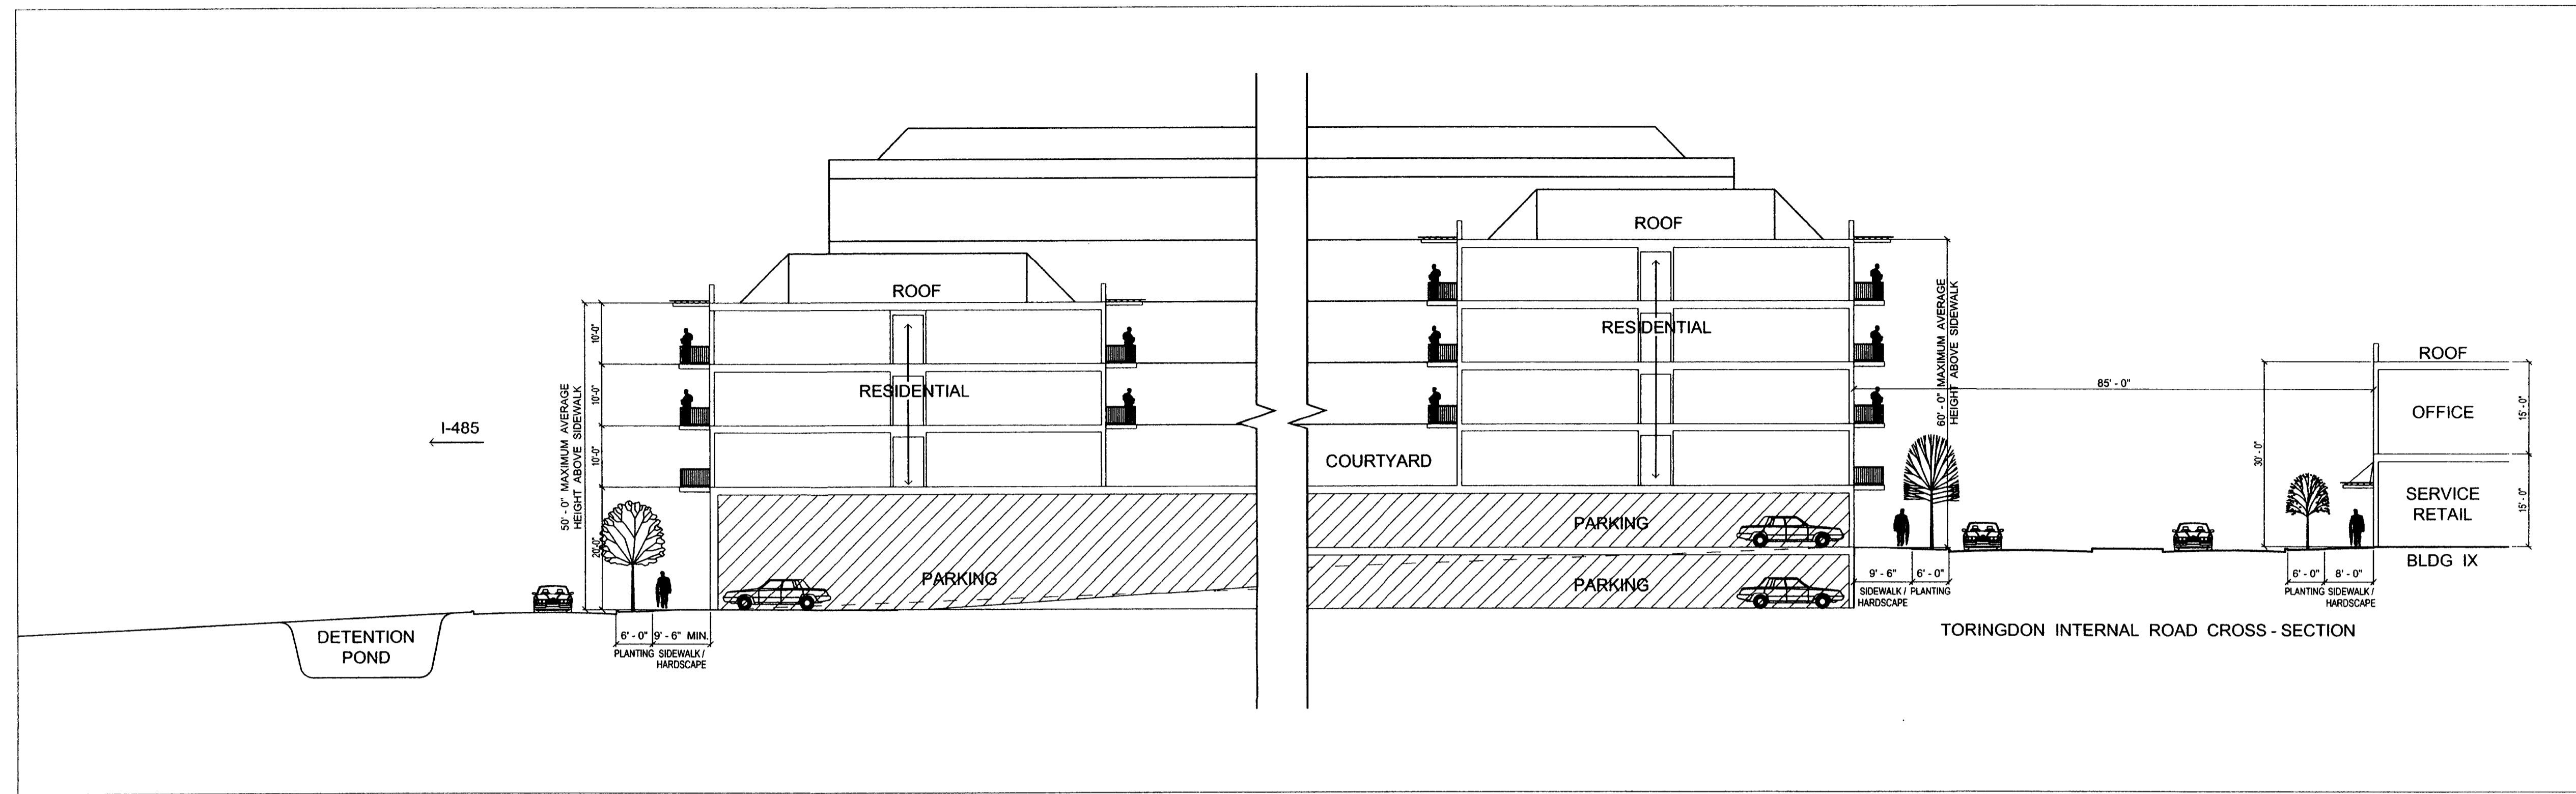 ROOF
ROOF
10'-0"
RESIDENTIAL
50' - 0" MAXIMUM AVERAGE
HEIGHT ABOVE SIDEWALK
10'-0"
10'-0"
20'-0"
RESIDENTIAL
60' - 0" MAXIMUM AVERAGE
HEIGHT ABOVE SIDEWALK
85' - 0"
ROOF
OFFICE
15' - 0"
30' - 0"
I-485
COURTYARD
SERVICE
RETAIL
15' - 0"
PARKING
BLDG IX
PARKING
PARKING
9' - 6"
6' - 0"
SIDEWALK /
HARDSCAPE
PLANTING
6' - 0"
8' - 0"
PLANTING
SIDEWALK /
HARDSCAPE
DETENTION
POND
6' - 0"
9' - 6" MIN.
PLANTING
SIDEWALK /
HARDSCAPE
TORINGDON INTERNAL ROAD CROSS - SECTION